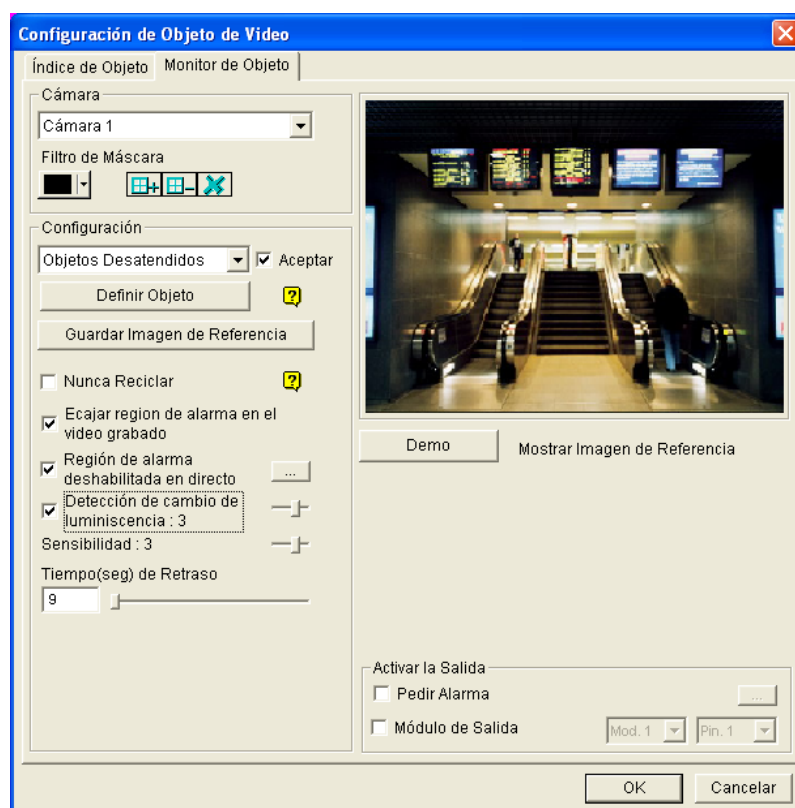 Configuración de Objeto de Video
Índice de Objeto
Monitor de Objeto
Cámara
Cámara 1
Filtro de Máscara
Configuración
Objetos Desatendidos
Aceptar
Definir Objeto
?
Guardar Imagen de Referencia
Nunca Reciclar
?
Ecajar region de alarma en el
video grabado
Región de alarma
deshabilitada en directo
...
Detección de cambio de
luminiscencia : 3
Sensibilidad : 3
Tiempo(seg) de Retraso
9
Demo
Mostrar Imagen de Referencia
Activar la Salida
Pedir Alarma
...
Módulo de Salida
Mod. 1
Pin. 1
OK
Cancelar